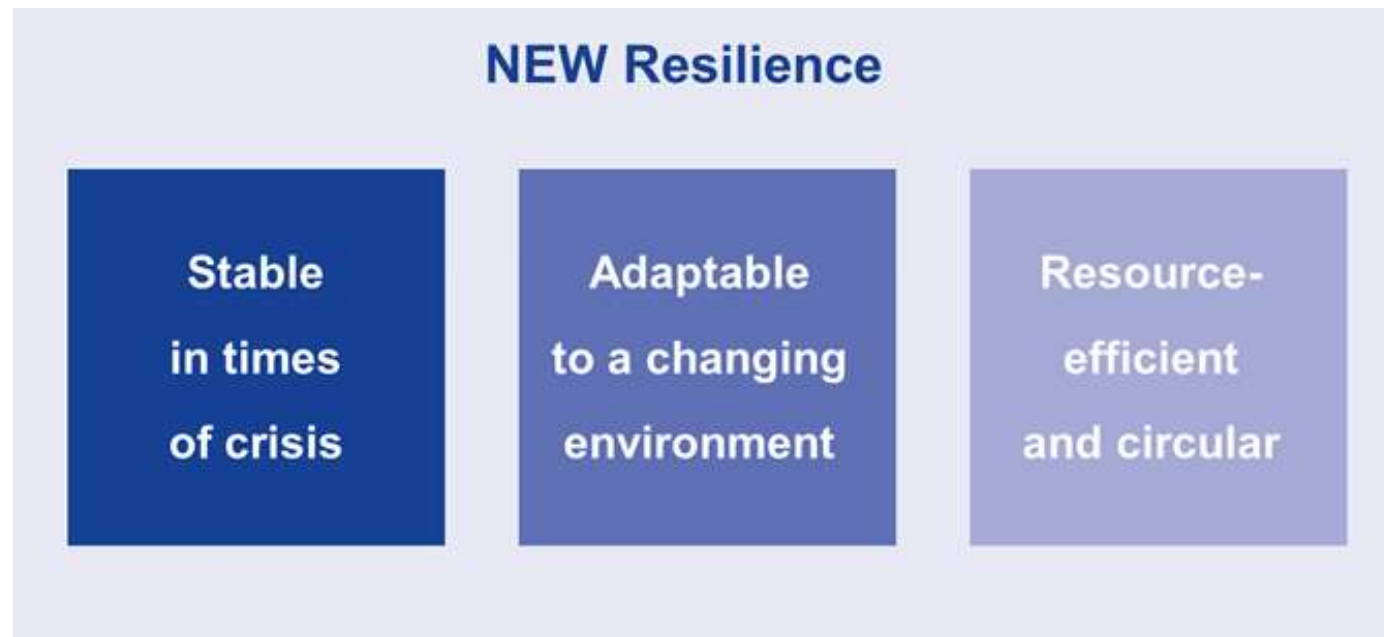 NEW Resilience
Stable
in times
of crisis
Adaptable
to a changing
environment
Resource-
efficient
and circular